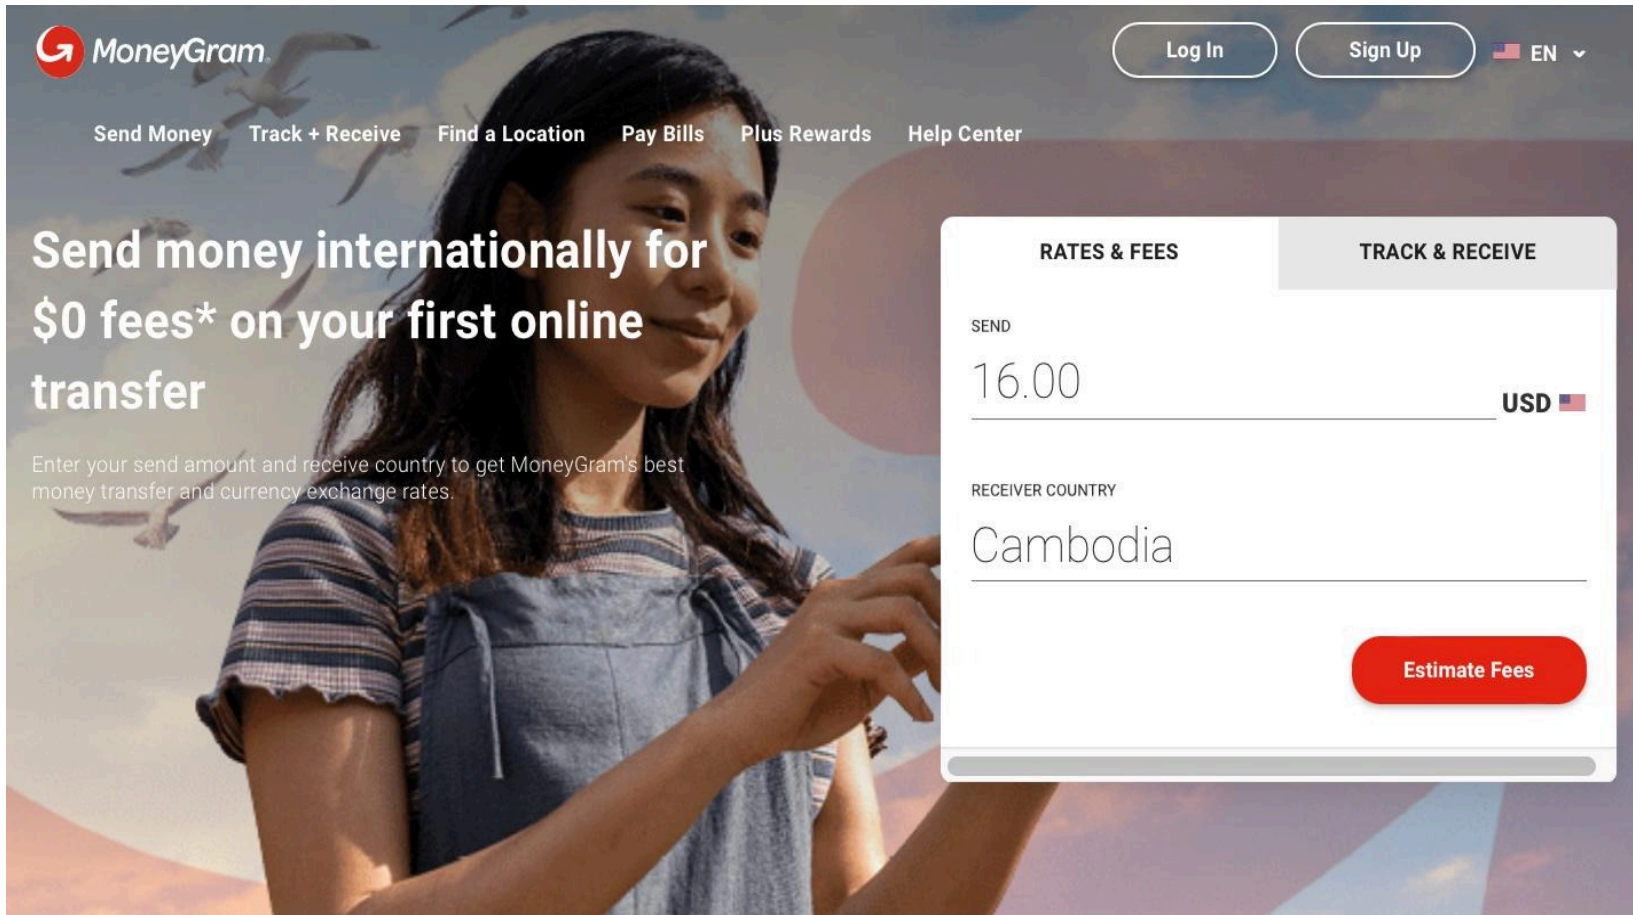 MoneyGram
Log In
Sign Up
EN
Send Money
Track + Receive
Find a Location
Pay Bills
Plus Rewards
Help Center
Send money internationally for
$0 fees* on your first online
transfer
Enter your send amount and receive country to get MoneyGram's best
money transfer and currency exchange rates.
RATES & FEES
TRACK & RECEIVE
SEND
16.00
USD
RECEIVER COUNTRY
Cambodia
Estimate Fees